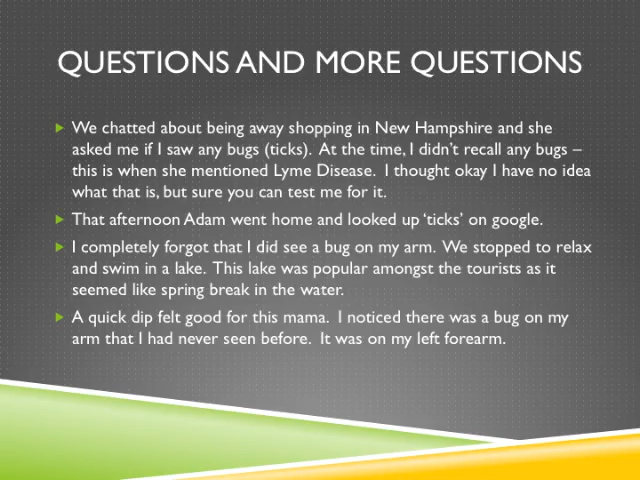 QUESTIONS AND MORE QUESTIONS
We chatted about being away shopping in New Hampshire and she
asked me if I saw any bugs (ticks). At the time, I didn't recall any bugs –
this is when she mentioned Lyme Disease. I thought okay I have no idea
what that is, but sure you can test me for it.
That afternoon Adam went home and looked up 'ticks' on google.
I completely forgot that I did see a bug on my arm. We stopped to relax
and swim in a lake. This lake was popular amongst the tourists as it
seemed like spring break in the water.
A quick dip felt good for this mama. I noticed there was a bug on my
arm that I had never seen before. It was on my left forearm.